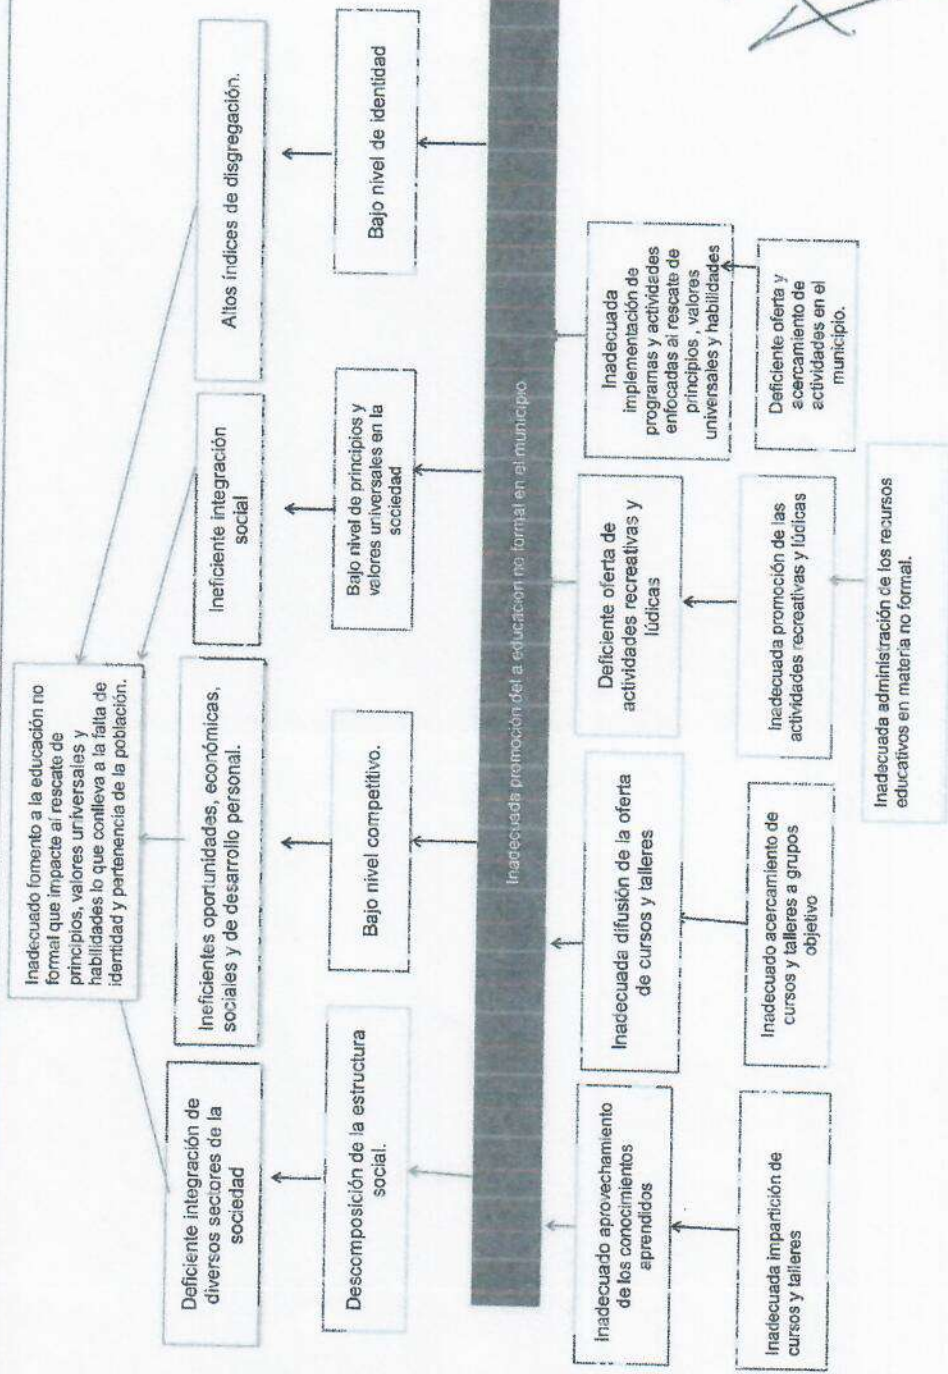 Inadecuado fomento a la educación no
formal que impacte al rescate de
principios, valores universales y
habilidades lo que conlleva a la falta de
identidad y pertenencia de la población.
Deficiente integración de
diversos sectores de la
sociedad
Ineficientes oportunidades, económicas,
sociales y de desarrollo personal.
Ineficiente integración
social
Altos índices de disgregación.
Descomposición de la estructura
social.
Bajo nivel competitivo.
Bajo nivel de principios y
valores universales en la
sociedad
Bajo nivel de identidad
Inadecuada promoción del a educación no formal en el municipio.
Inadecuado aprovechamiento
de los conocimientos
aprendidos
Inadecuada difusión de la oferta
de cursos y talleres
Deficiente oferta de
actividades recreativas y
lúdicas
Inadecuada
implementación de
programas y actividades
enfocadas al rescate de
principios , valores
universales y habilidades
Inadecuada impartición de
cursos y talleres
Inadecuado acercamiento de
cursos y talleres a grupos
objetivo
Inadecuada promoción de las
actividades recreativas y lúdicas
Deficiente oferta y
acercamiento de
actividades en el
municipio.
Inadecuada administración de los recursos
educativos en materia no formal.